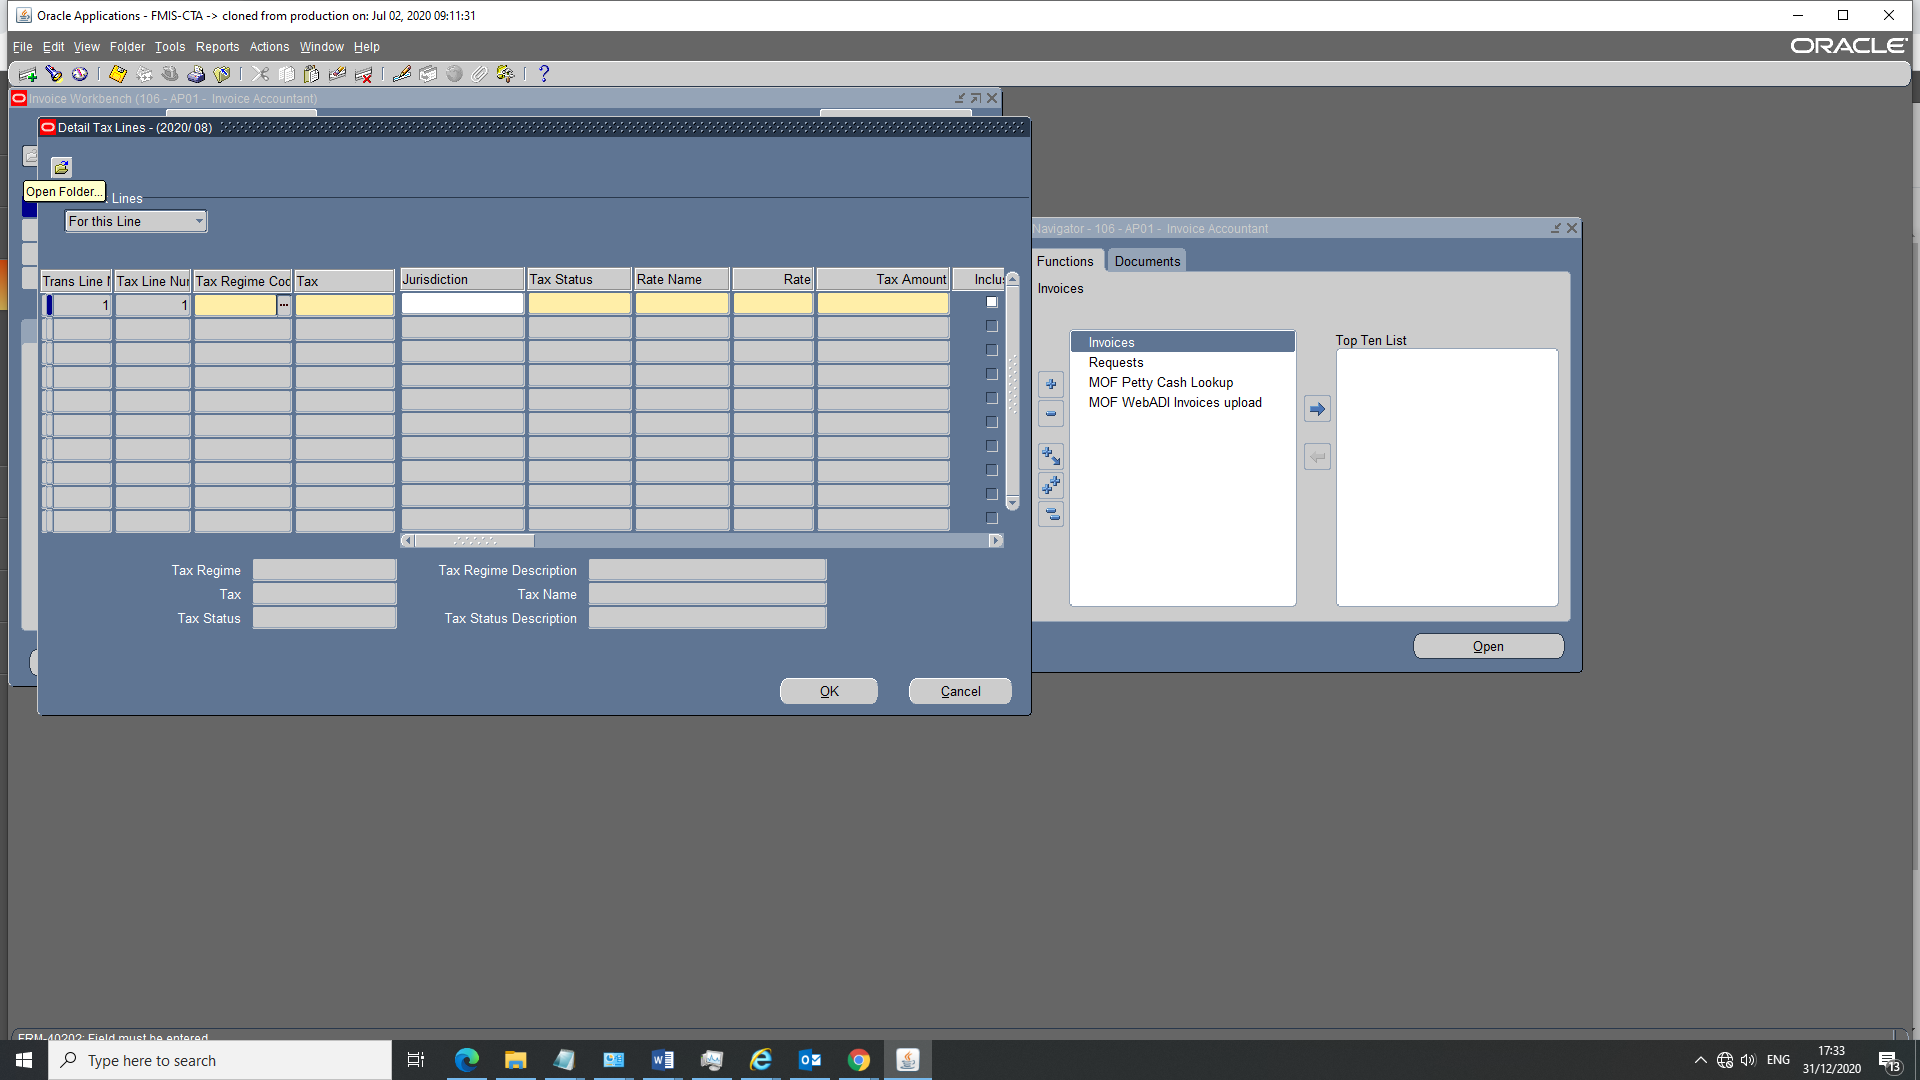 Oracle Applications - FMIS-CTA -> cloned from production on: Jul 02, 2020 09:11:31
File Edit View Folder Tools Reports Actions Window Help
ORACLE
Invoice Workbench (106 - AP01 - Invoice Accountant)
Detail Tax Lines - (2020/ 08)
Open Folder...
Lines
For this Line
Trans Line Tax Line Nu Tax Regime Coc Tax Jurisdiction Tax Status Rate Name Rate Tax Amount Inclus
1 1
Tax Regime Tax Regime Description
Tax Tax Name
Tax Status Tax Status Description
OK Cancel
Navigator - 106 - AP01 - Invoice Accountant
Functions Documents
Invoices
Invoices
Requests
MOF Petty Cash Lookup
MOF WebADI Invoices upload
Top Ten List
Open
FRM-40202: Field must be entered
Type here to search
ENG
17:33
31/12/2020
13